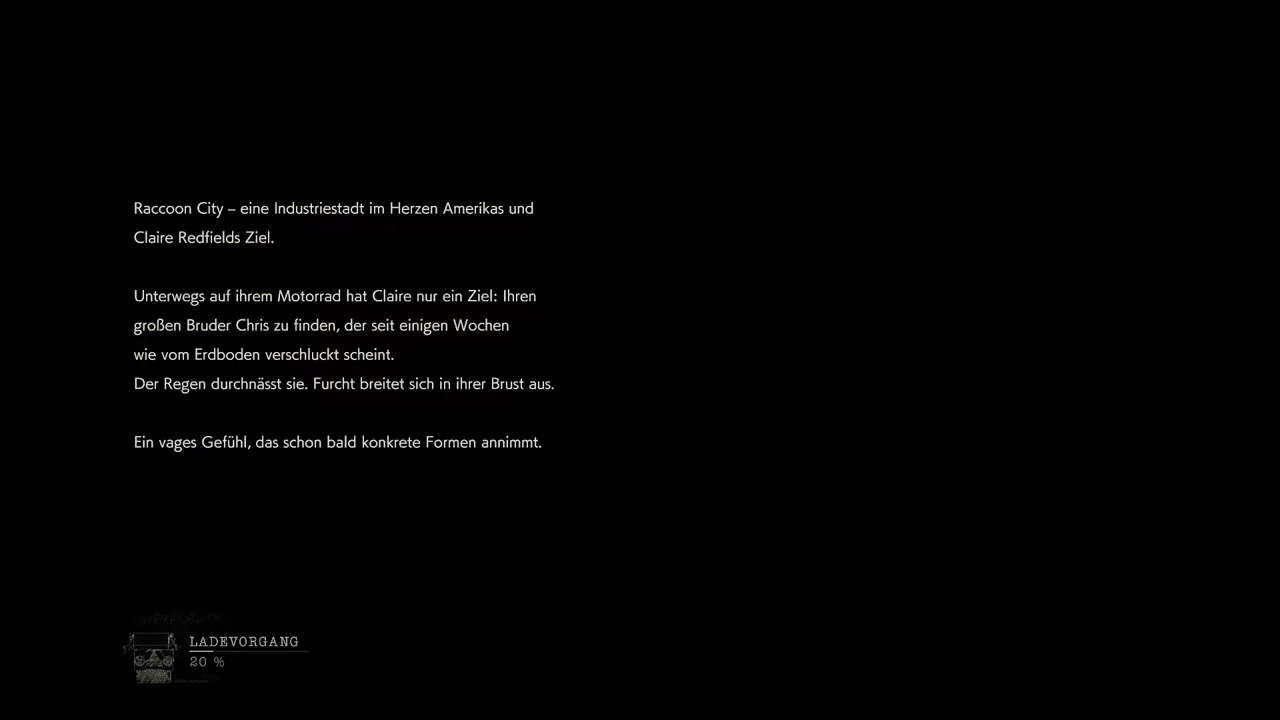 Raccoon City – eine Industriestadt im Herzen Amerikas und
Claire Redfields Ziel.
Unterwegs auf ihrem Motorrad hat Claire nur ein Ziel: Ihren
großen Bruder Chris zu finden, der seit einigen Wochen
wie vom Erdboden verschluckt scheint.
Der Regen durchnässt sie. Furcht breitet sich in ihrer Brust aus.
Ein vages Gefühl, das schon bald konkrete Formen annimmt.
LADEVORGANG
20 %